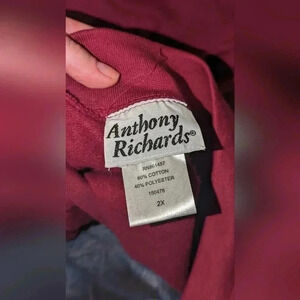 Anthony
Richards®
60% COTTON
40% POLYESTER
2X